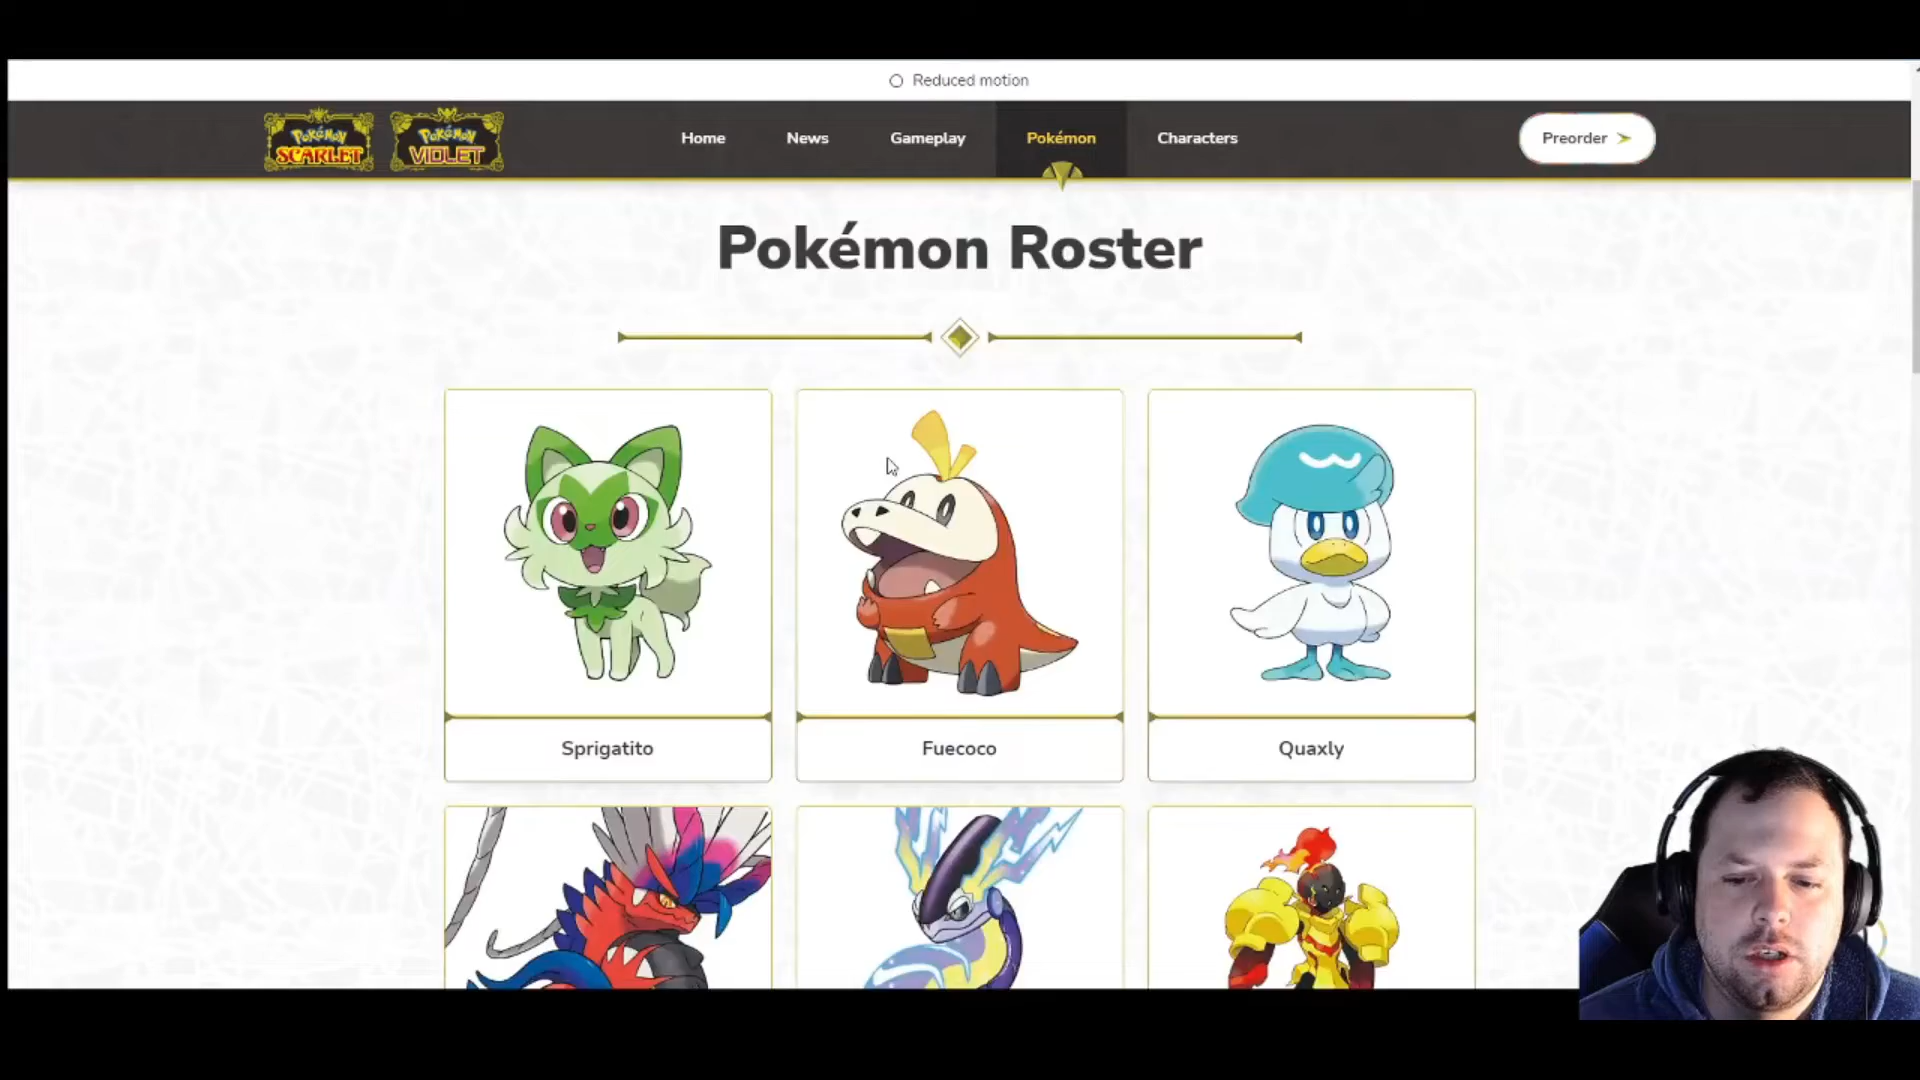 Reduced motion
Pokémon SCARLET
Pokémon VIOLET
Home
News
Gameplay
Pokémon
Characters
Preorder
Pokémon Roster
Sprigatito
Fuecoco
Quaxly